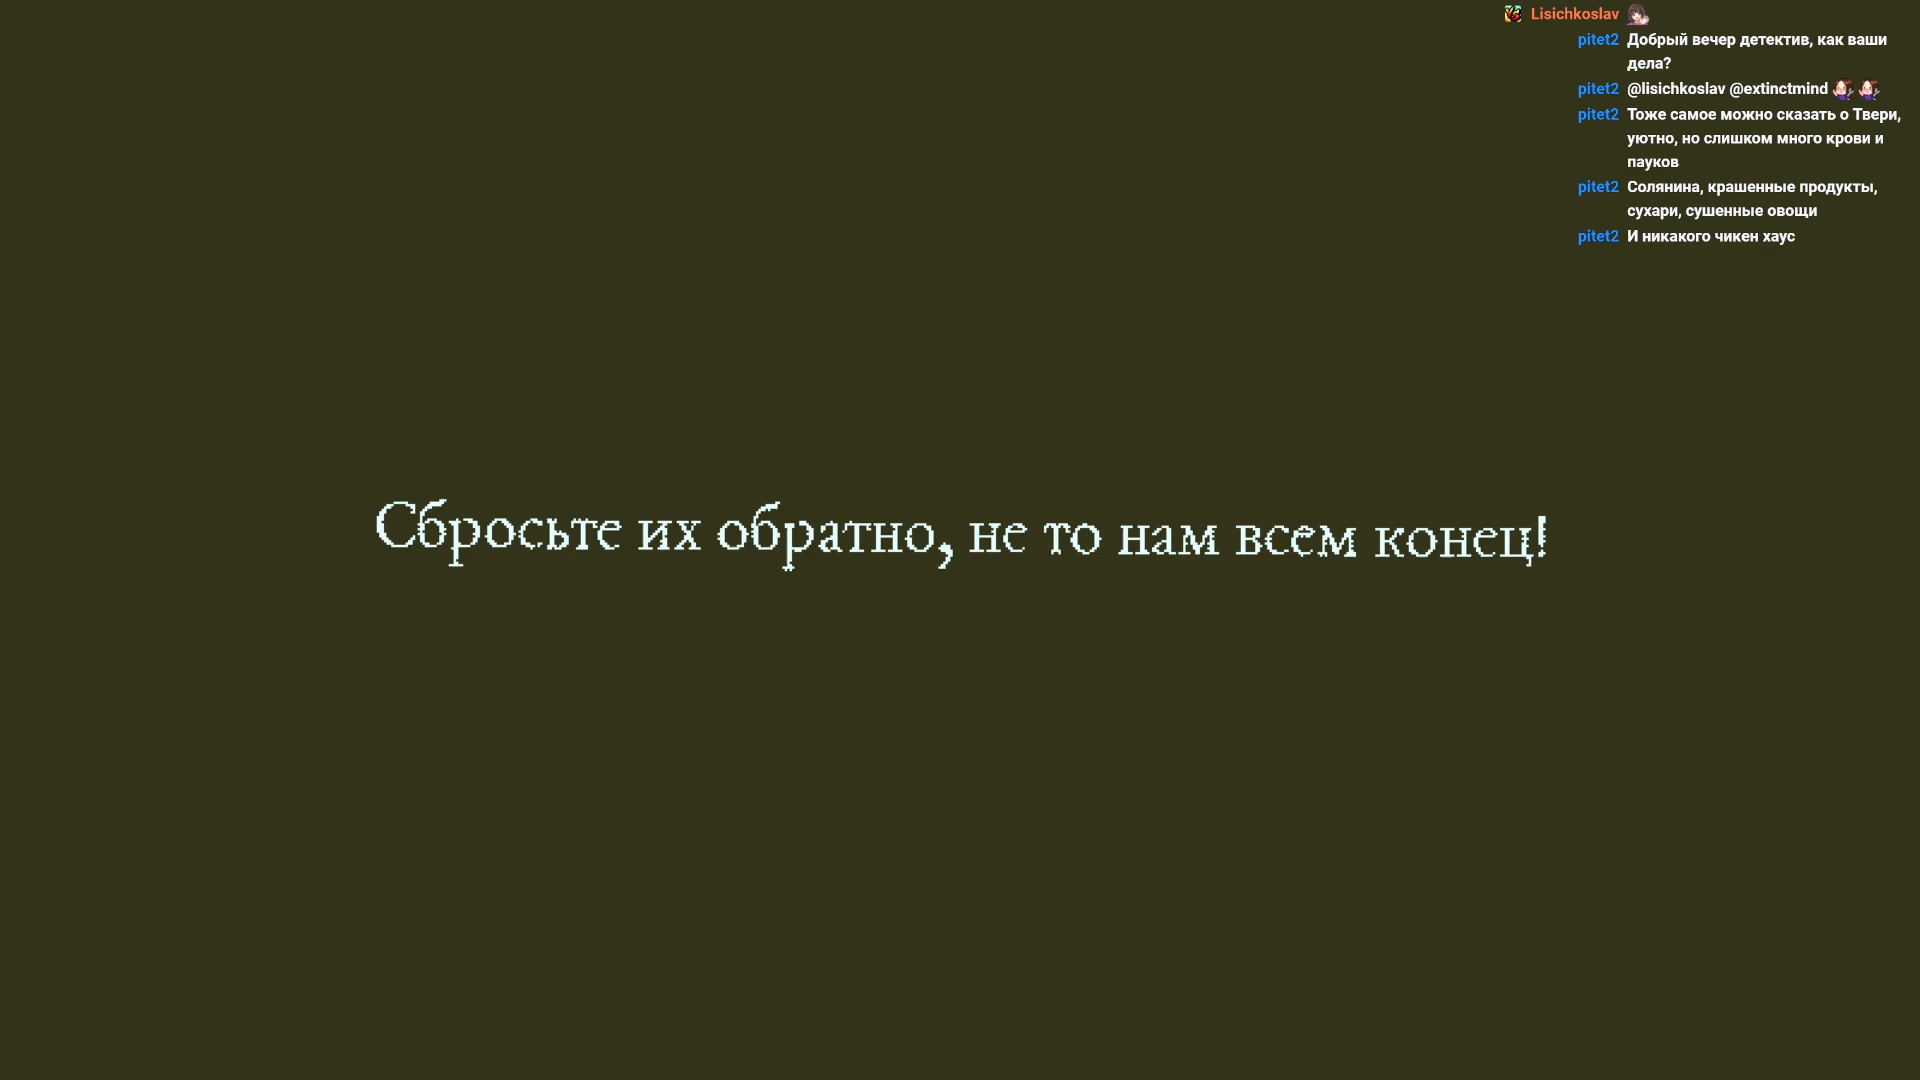 Lisichkoslav
pitet2 Добрый вечер детектив, как ваши
дела?
pitet2 @lisichkoslav @extinctmind
pitet2 Тоже самое можно сказать о Твери,
уютно, но слишком много крови и
пауков
pitet2 Солянина, крашенные продукты,
сухари, сушенные овощи
pitet2 И никакого чикен хаус
Сбросьте их обратно, не то нам всем конец!